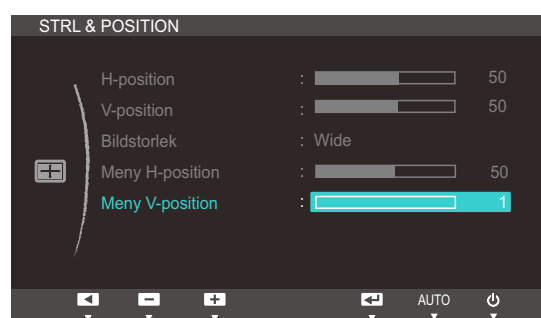 STRL & POSITION
H-position : 50
V-position : 50
Bildstorlek : Wide
Meny H-position : 50
Meny V-position : 1
AUTO